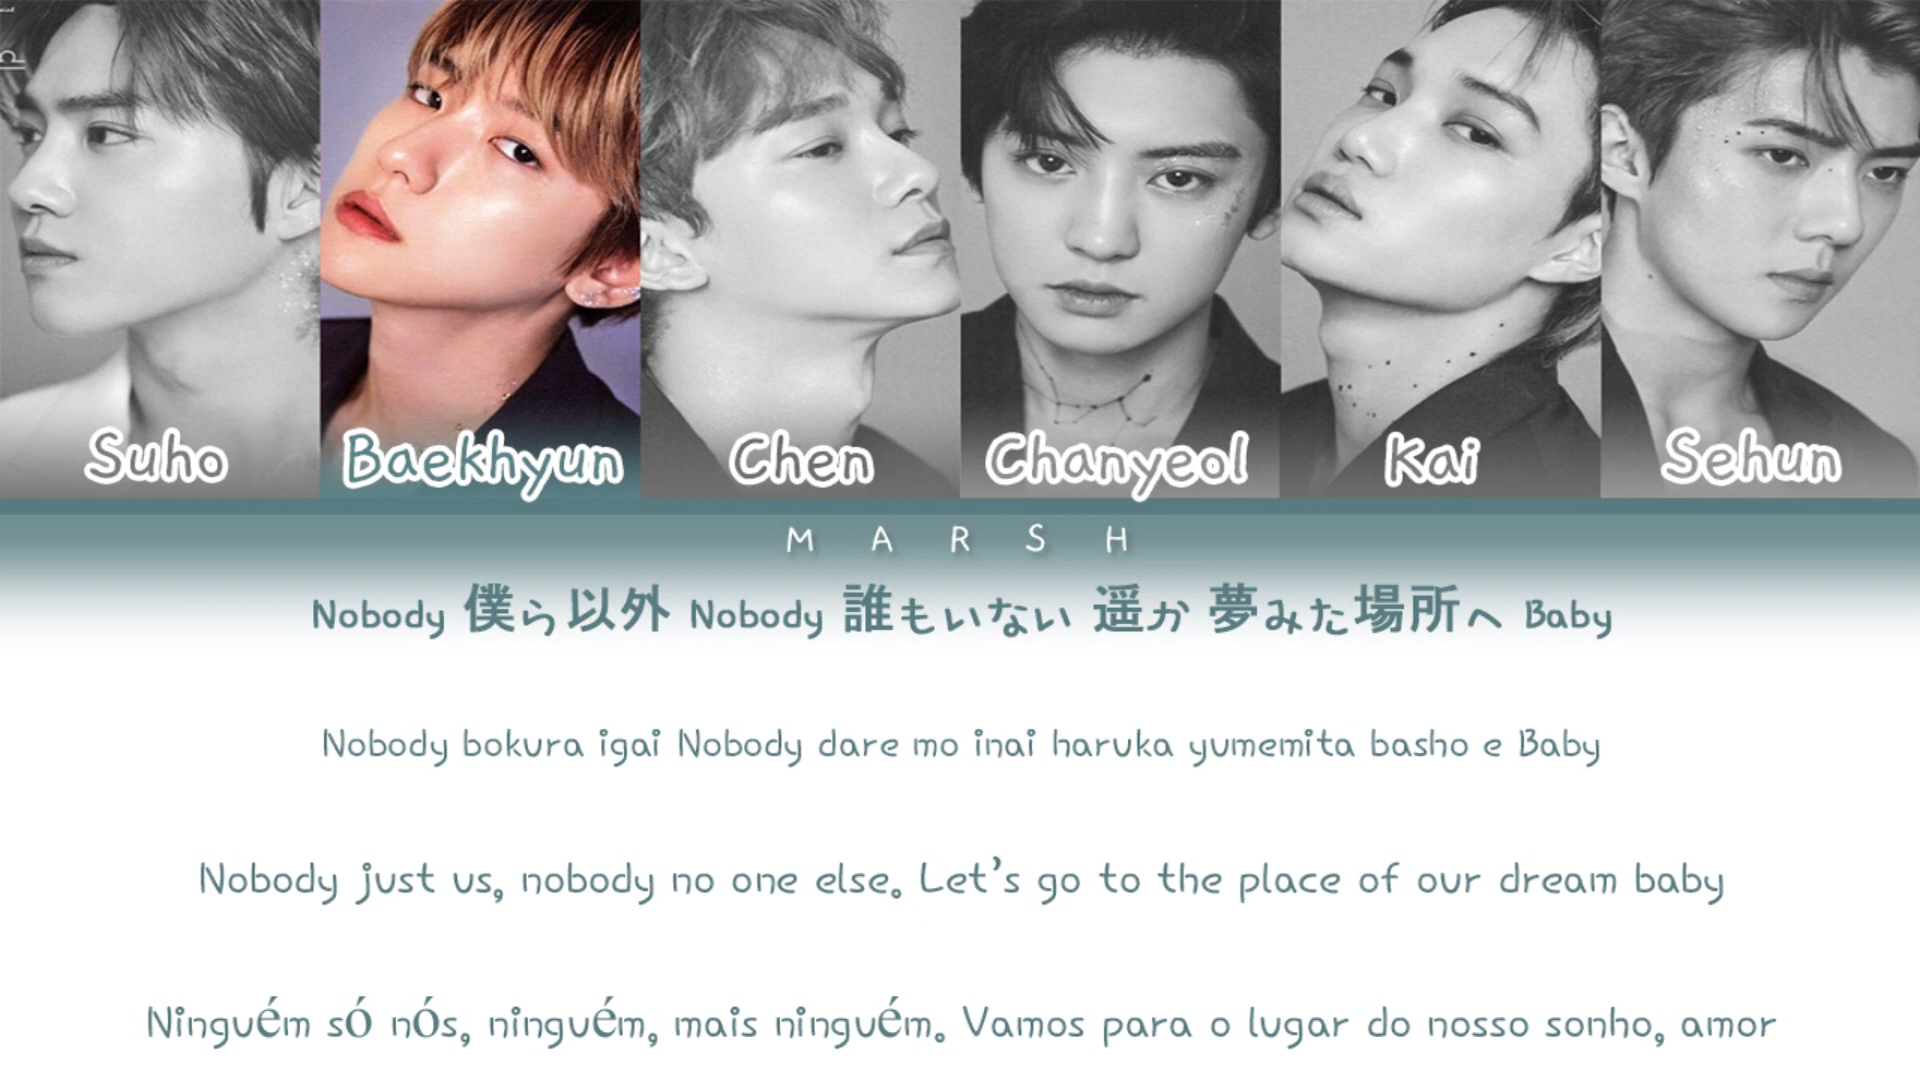 Suho Baekhyun Chen Chanyeol Kai Sehun
MARSH
Nobody 僕ら以外 Nobody 誰もいない 遥か 夢みた場所へ Baby
Nobody bokura igai Nobody dare mo inai haruka yumemita basho e Baby
Nobody just us, nobody no one else. Let's go to the place of our dream baby
Ninguém só nós, ninguém, mais ninguém. Vamos para o lugar do nosso sonho, amor